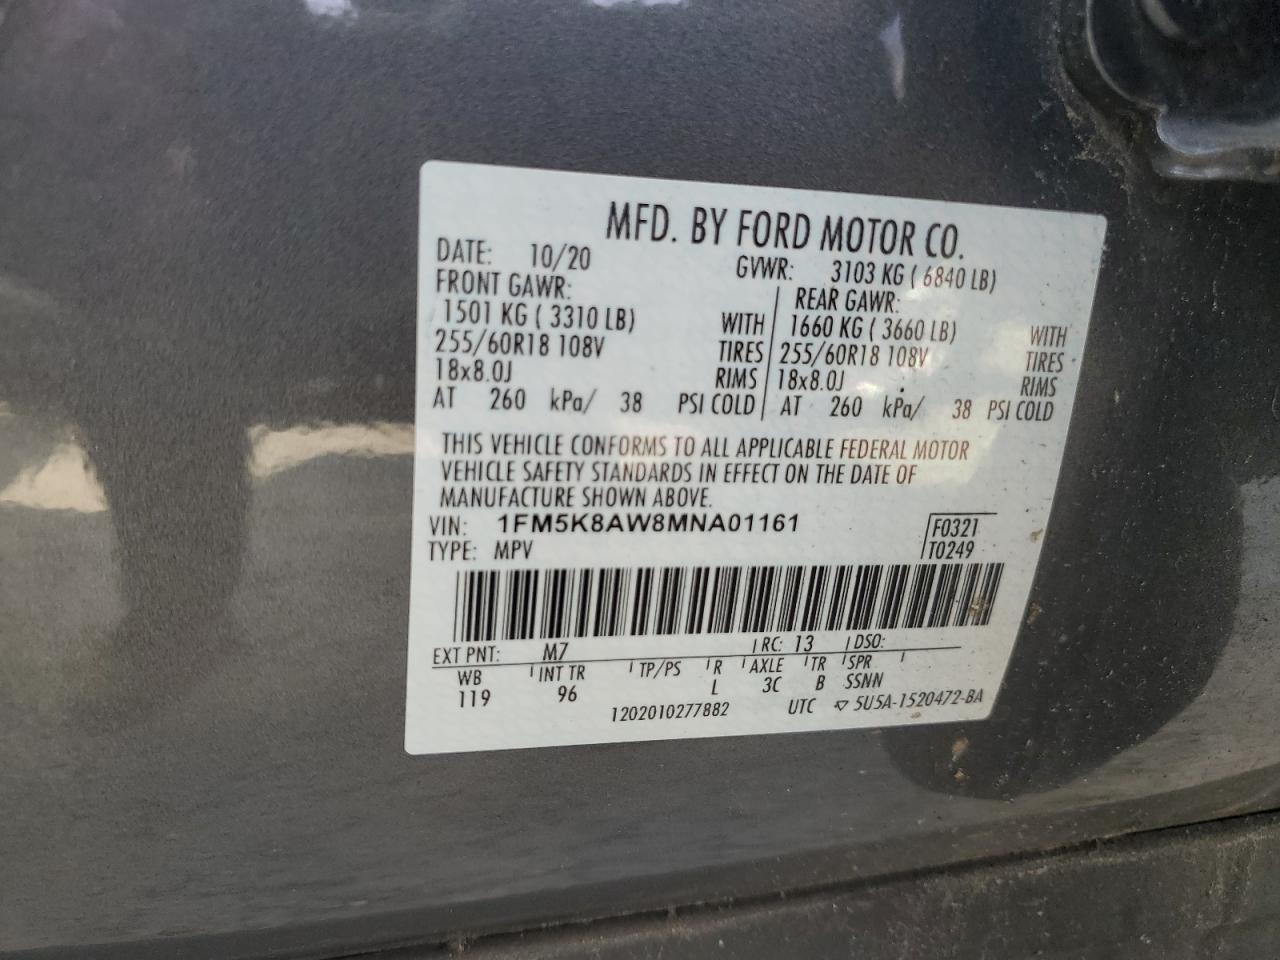 MFD. BY FORD MOTOR CO.
DATE: 10/20 GVWR: 3103 KG ( 6840 LB)
FRONT GAWR: REAR GAWR:
1501 KG ( 3310 LB) WITH 1660 KG ( 3660 LB) WITH
255/60R18 108V TIRES 255/60R18 108V TIRES
18x8.0J RIMS 18x8.0J RIMS
AT 260 kPa/ 38 PSI COLD AT 260 kPa/ 38 PSI COLD
THIS VEHICLE CONFORMS TO ALL APPLICABLE FEDERAL MOTOR
VEHICLE SAFETY STANDARDS IN EFFECT ON THE DATE OF
MANUFACTURE SHOWN ABOVE.
VIN: 1FM5K8AW8MNA01161 F0321
TYPE: MPV T0249
EXT PNT: M7 RC: 13 DSO:
WB INT TR TP/PS R AXLE TR SPR
119 96 L 3C B SSNN
1202010277882 UTC 5U5A-1520472-BA